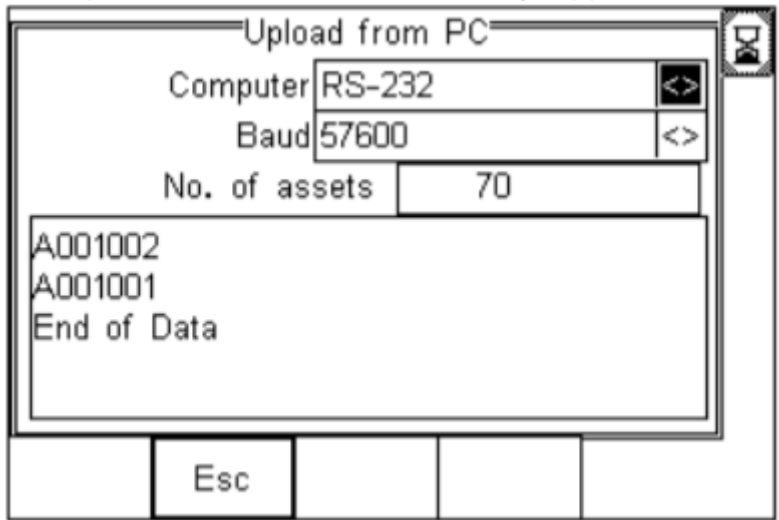 Upload from PC
Computer RS-232 <>
Baud 57600 <>
No. of assets 70
A001002
A001001
End of Data
Esc